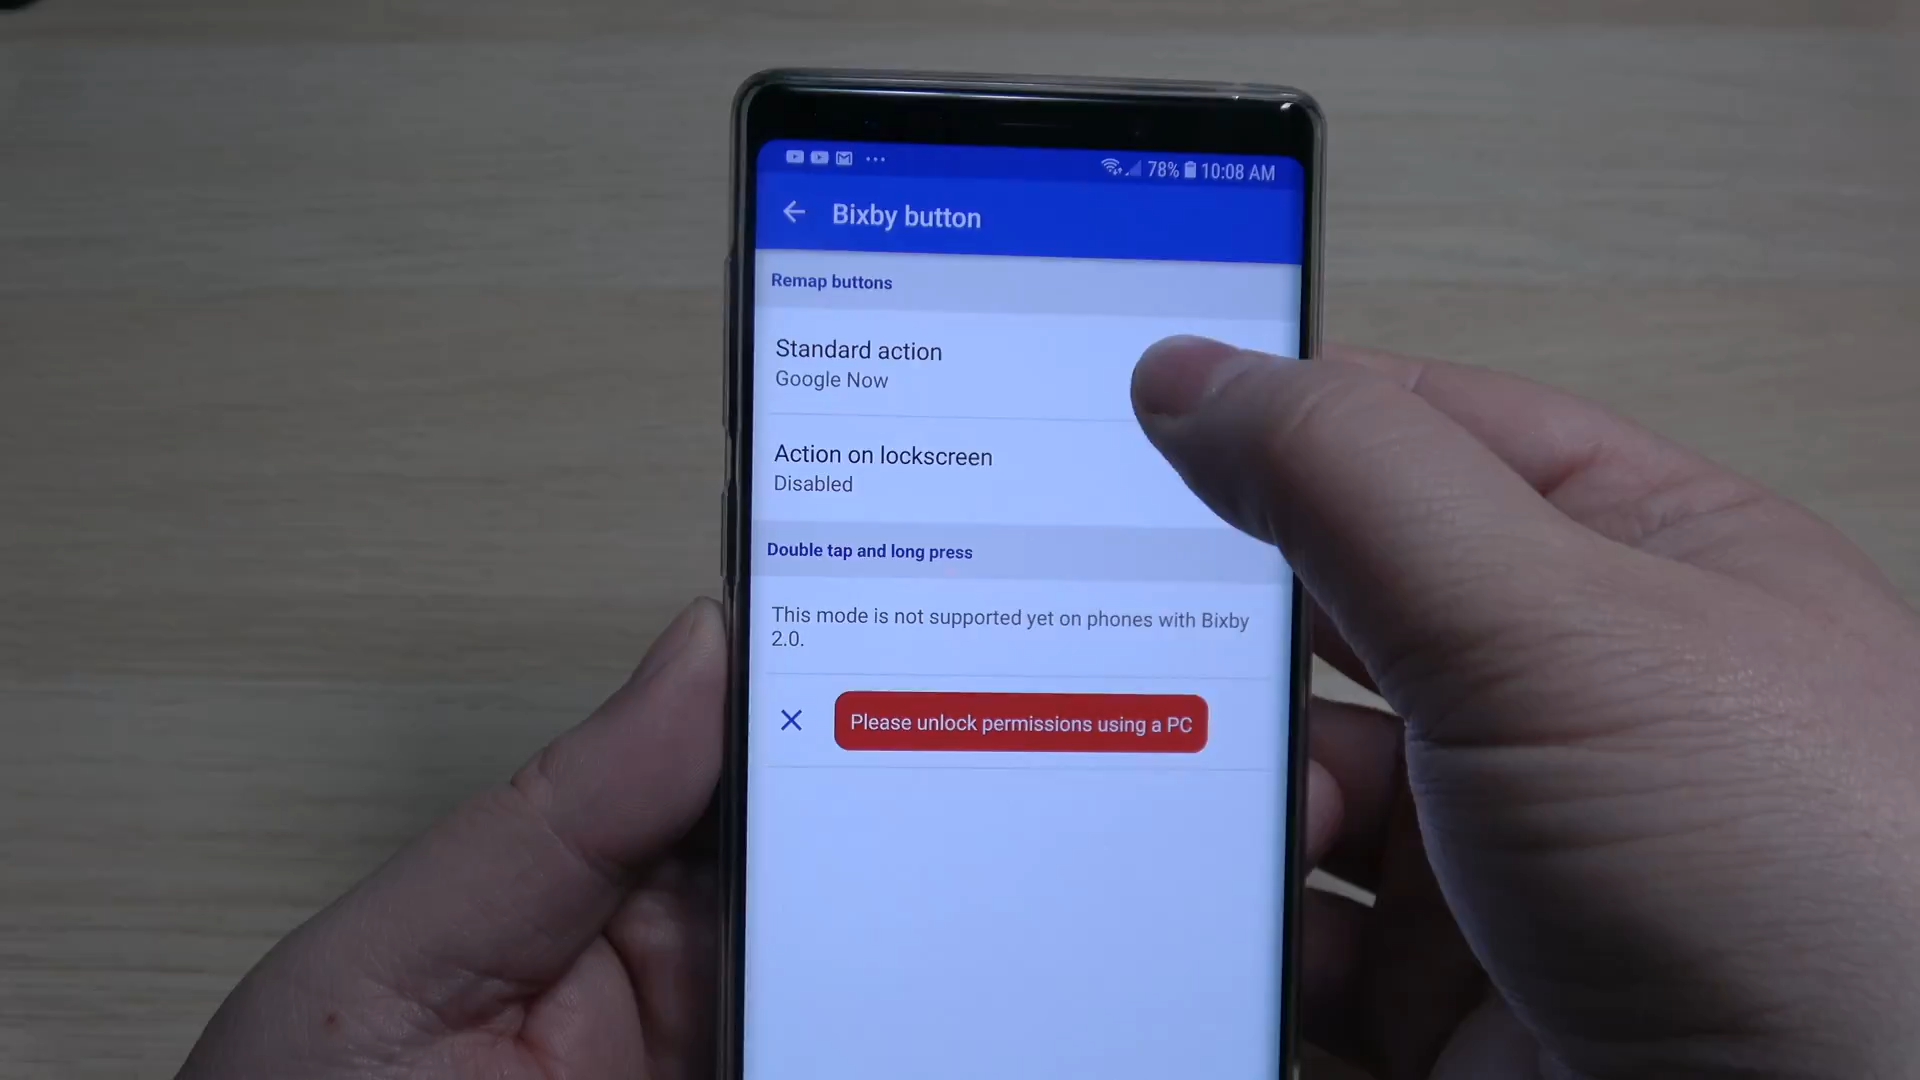 78% 10:08 AM
Bixby button
Remap buttons
Standard action
Google Now
Action on lockscreen
Disabled
Double tap and long press
This mode is not supported yet on phones with Bixby
2.0.
Please unlock permissions using a PC